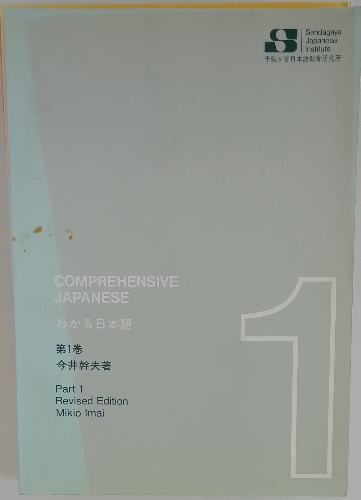 Sendagaya
Japanese
Institute
千駄ヶ谷日本語教育研究所
COMPREHENSIVE
JAPANESE
わかる日本語
第1巻
今井幹夫著
Part 1
Revised Edition
Mikio Imai
1